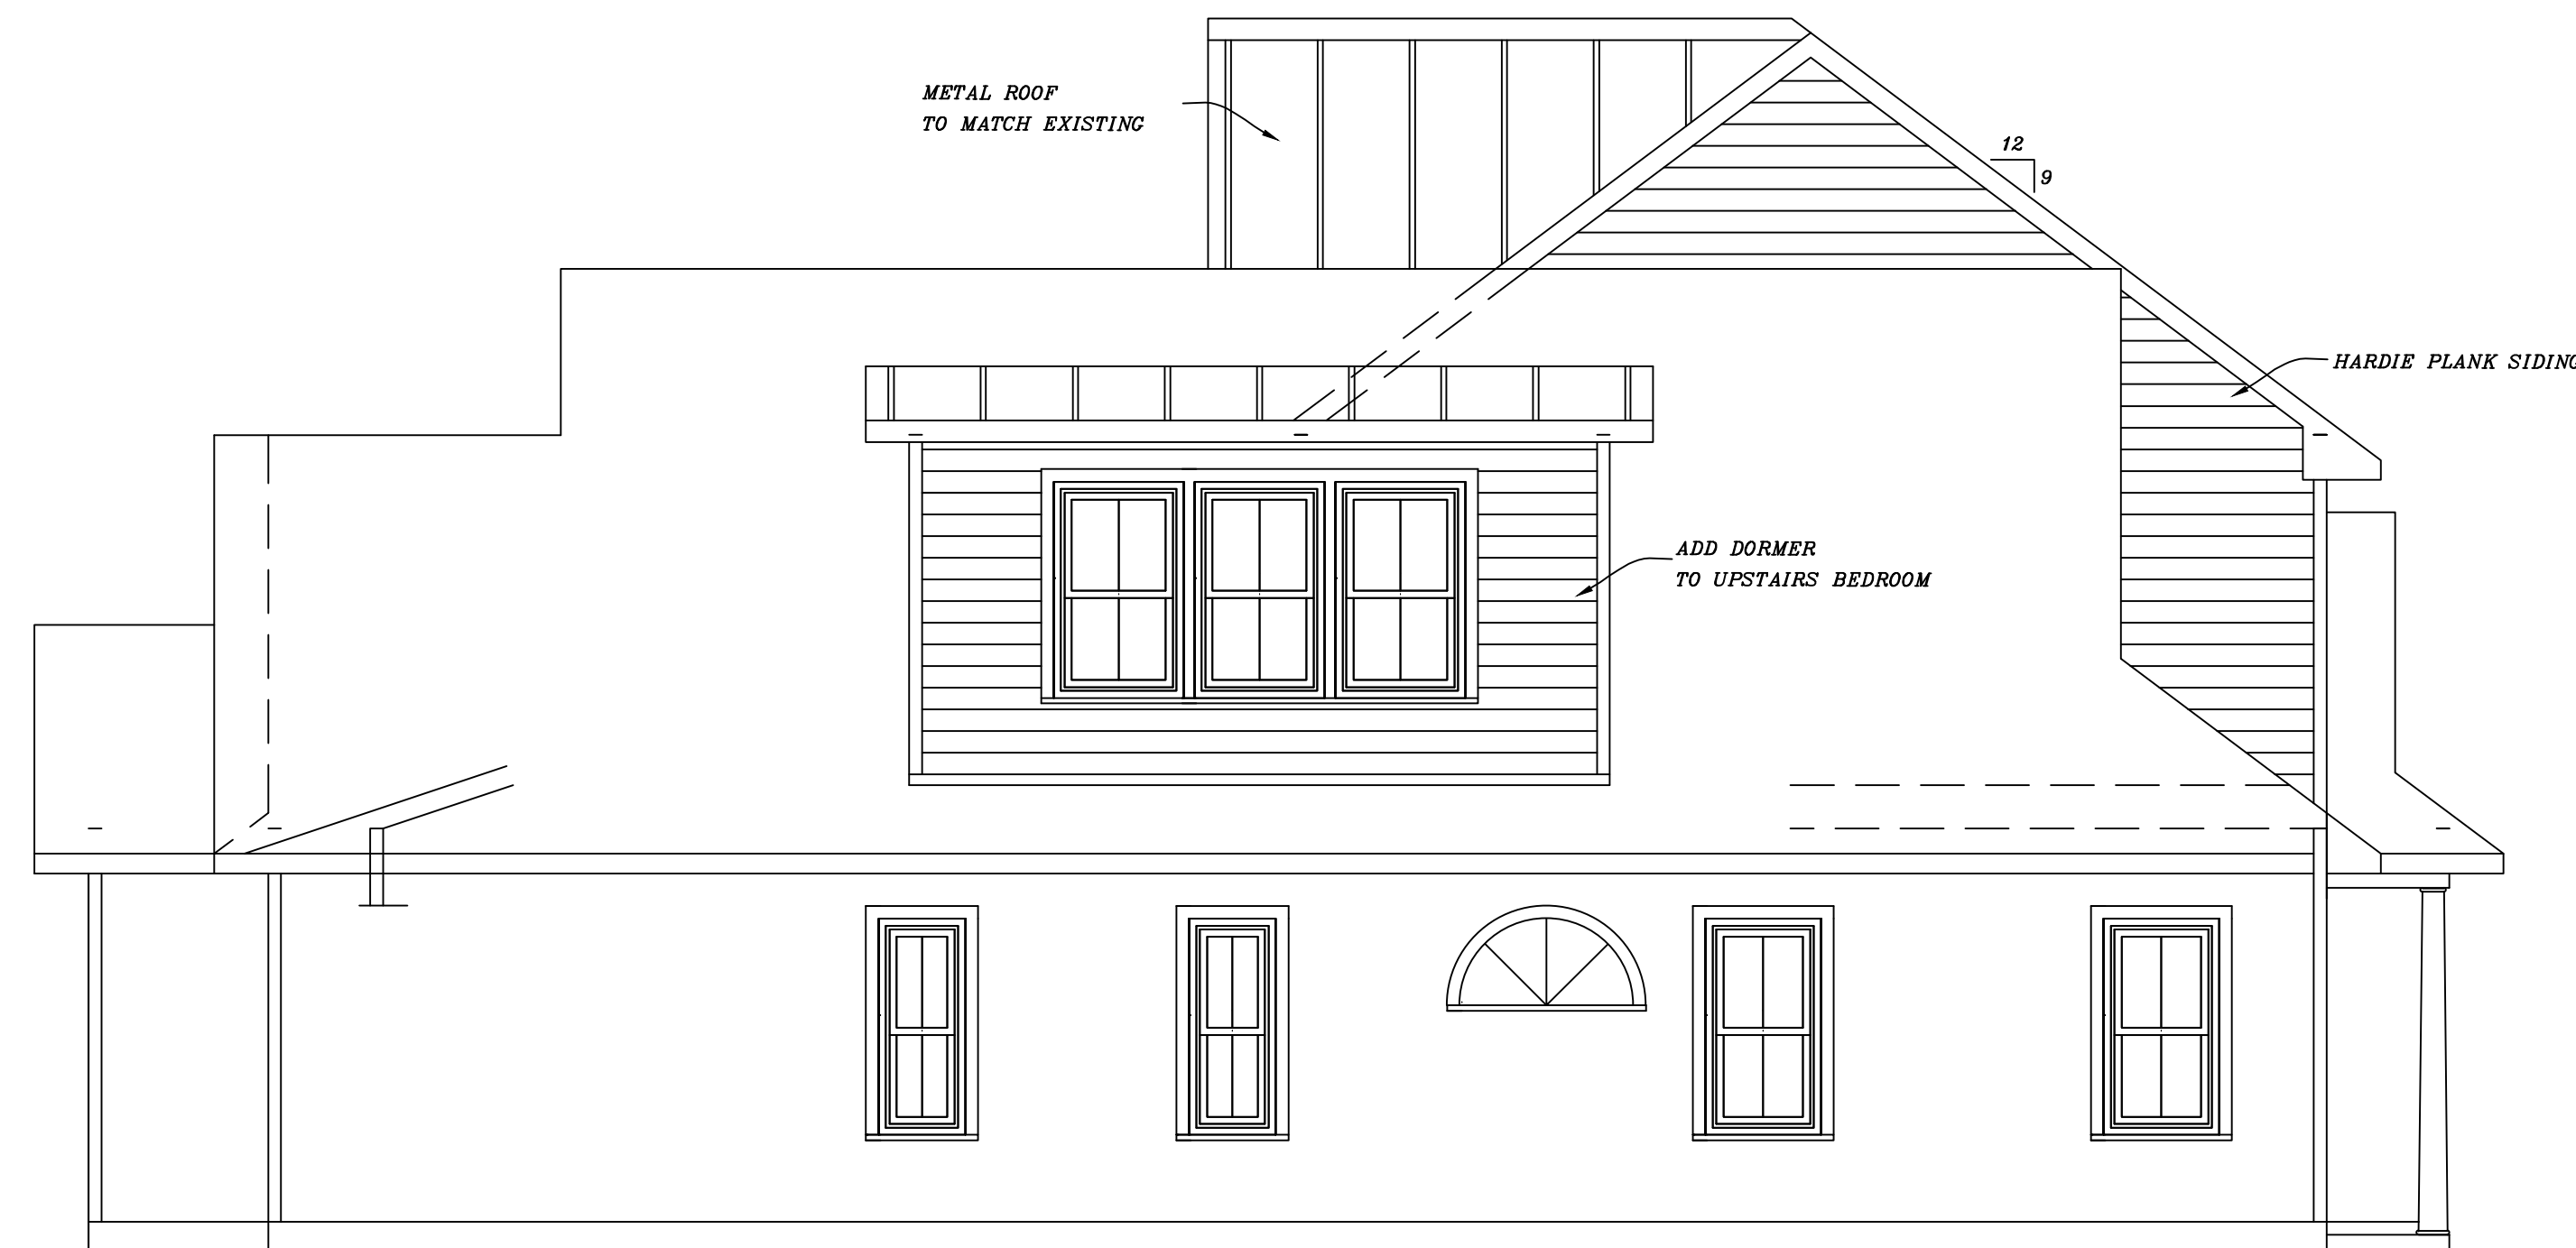 METAL ROOF
TO MATCH EXISTING
12
9
HARDIE PLANK SIDING
ADD DORMER
TO UPSTAIRS BEDROOM